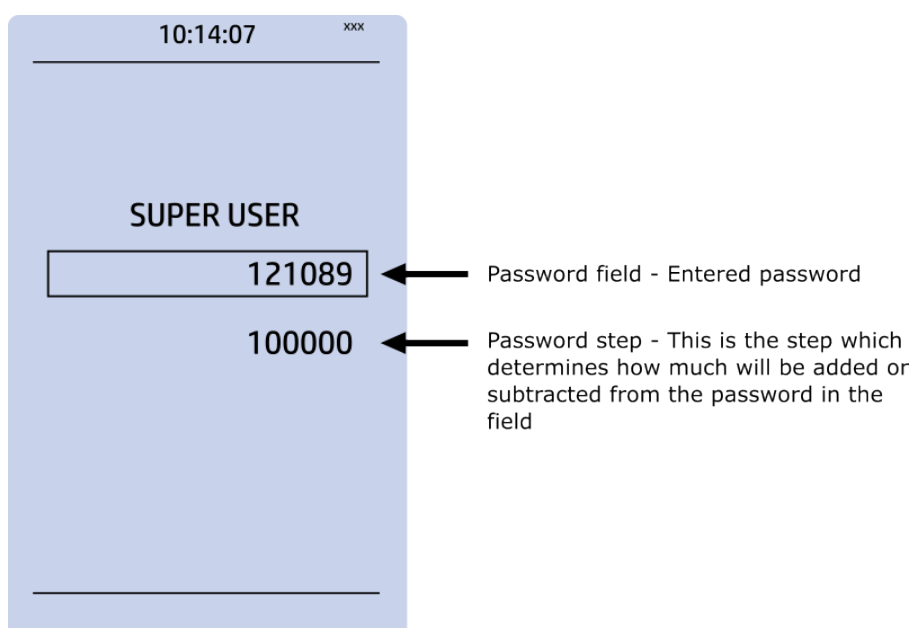 10:14:07 xxx
SUPER USER
121089
Password field - Entered password
100000
Password step - This is the step which
determines how much will be added or
subtracted from the password in the
field